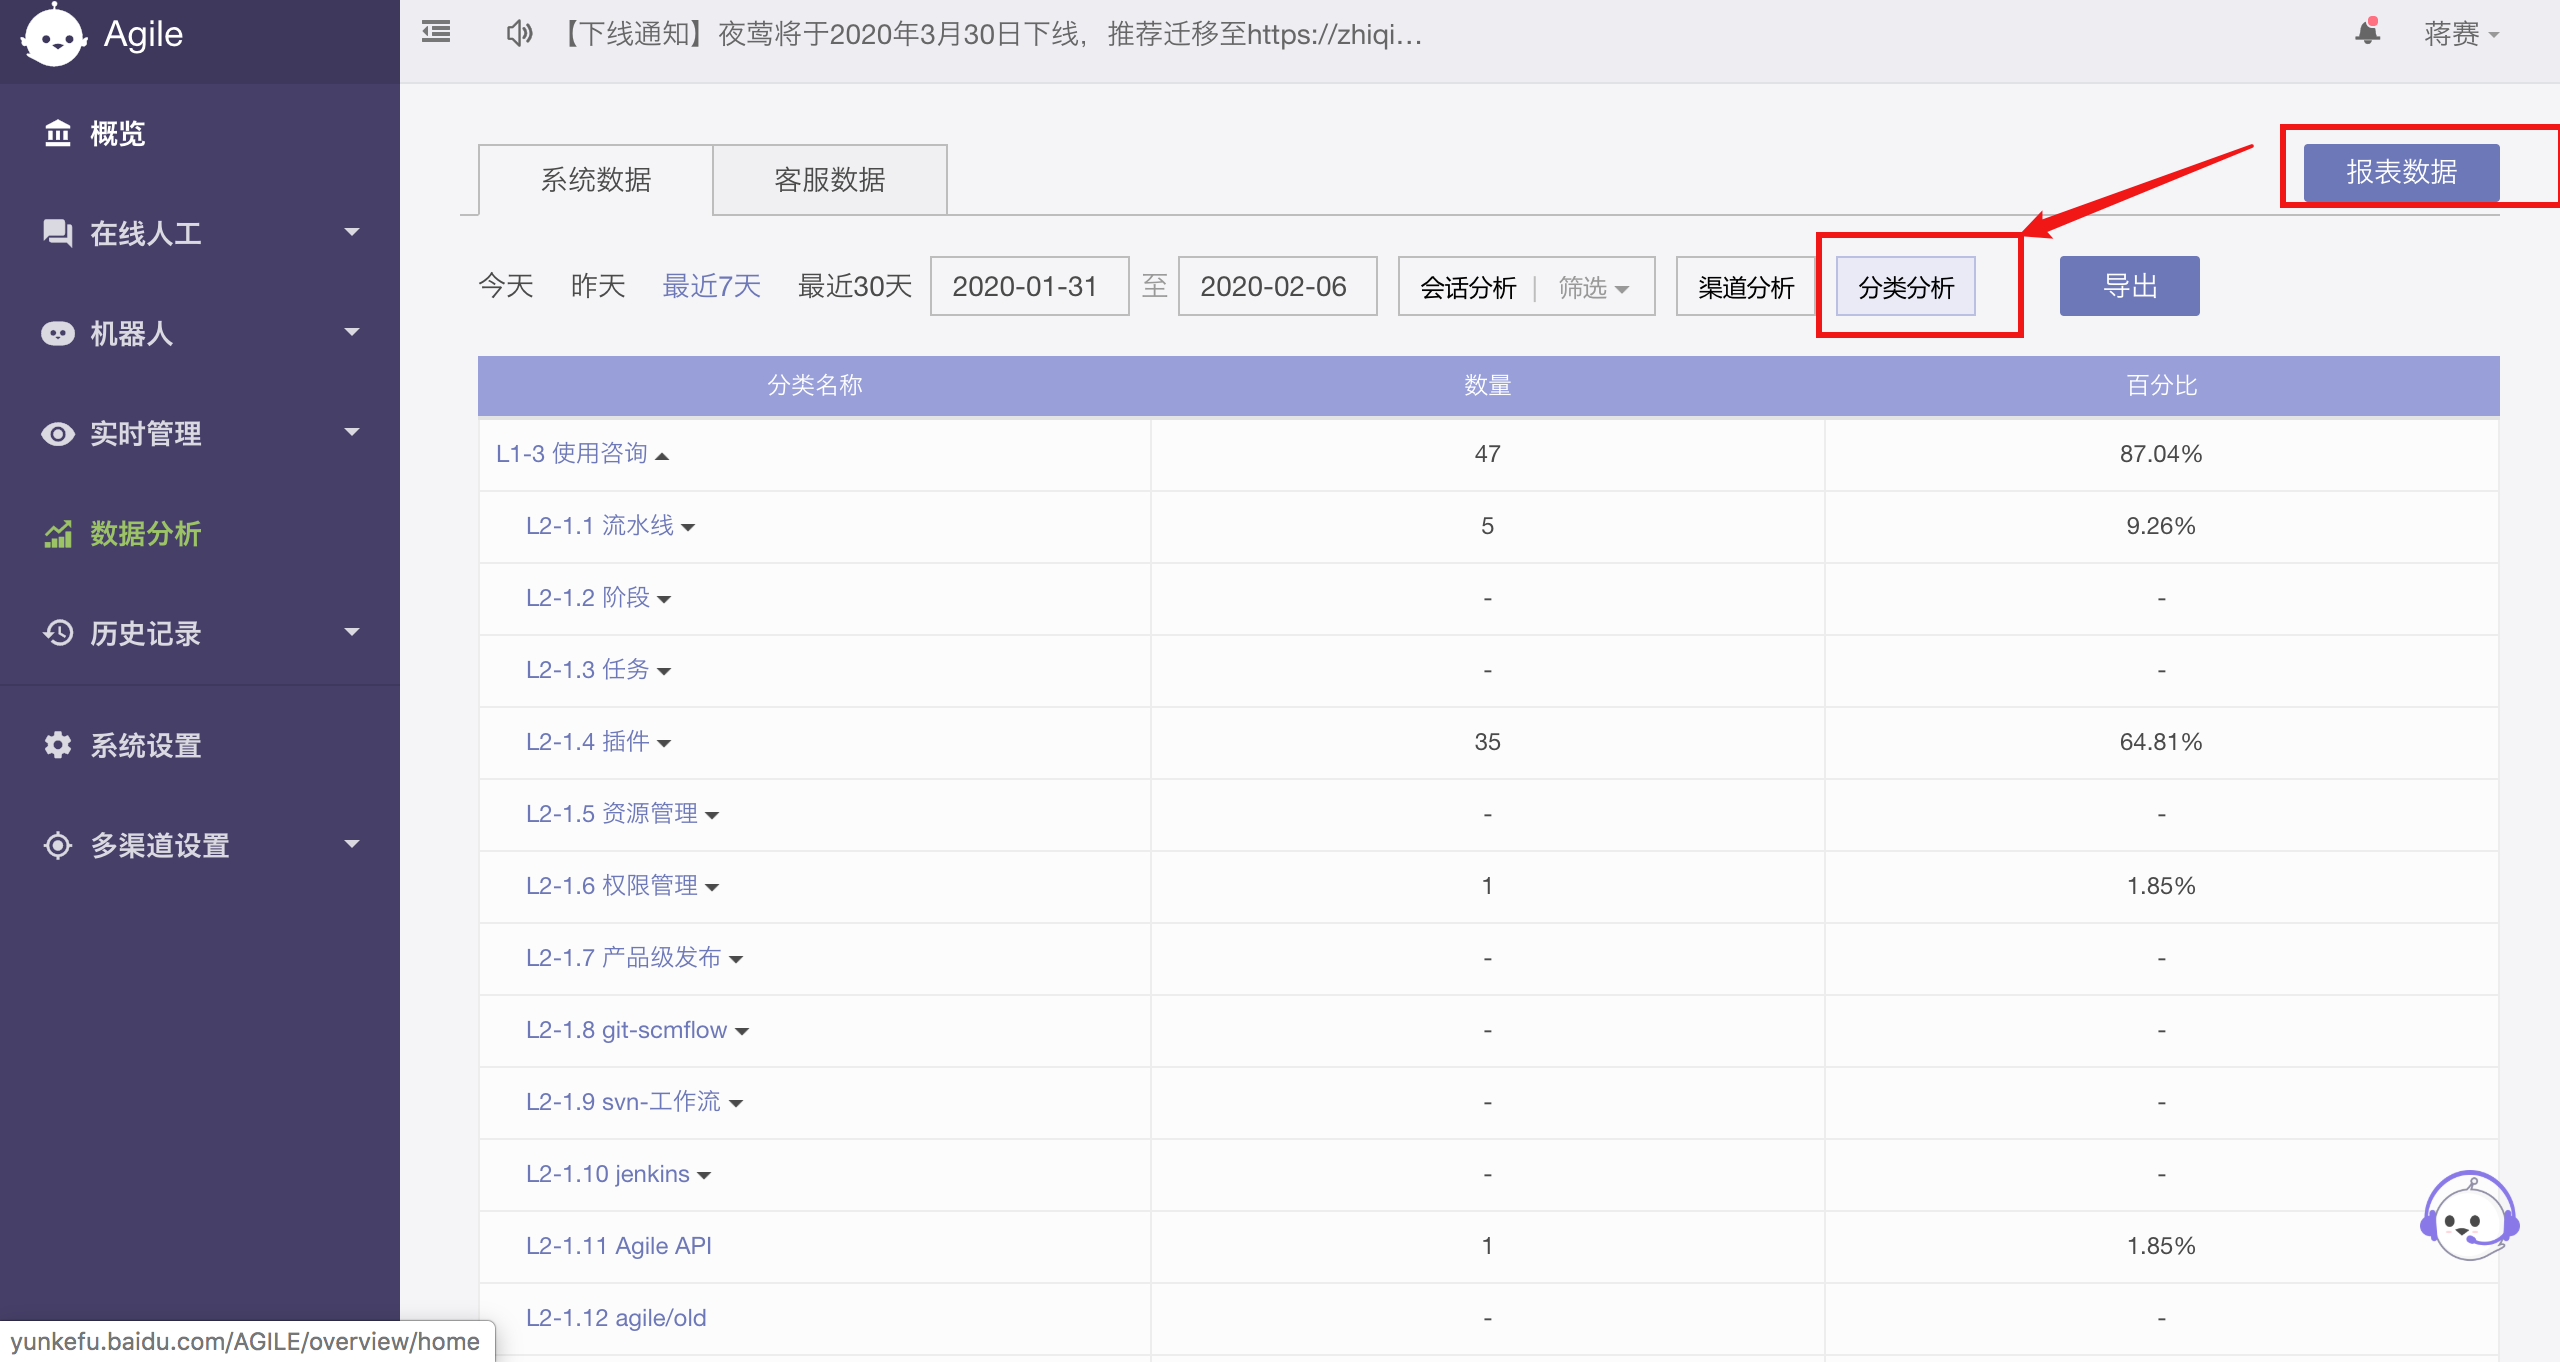 Agile
【下线通知】夜莺将于2020年3月30日下线，推荐迁移至https://zhiqi...
蒋赛
概览
在线人工
机器人
实时管理
数据分析
历史记录
系统设置
多渠道设置
系统数据 客服数据 报表数据
今天 昨天 最近7天 最近30天 2020-01-31 至 2020-02-06 会话分析 | 筛选 渠道分析 分类分析 导出
分类名称 数量 百分比
L1-3 使用咨询 47 87.04%
L2-1.1 流水线 5 9.26%
L2-1.2 阶段 - -
L2-1.3 任务 - -
L2-1.4 插件 35 64.81%
L2-1.5 资源管理 - -
L2-1.6 权限管理 1 1.85%
L2-1.7 产品级发布 - -
L2-1.8 git-scmflow - -
L2-1.9 svn-工作流 - -
L2-1.10 jenkins - -
L2-1.11 Agile API 1 1.85%
L2-1.12 agile/old - -
yunkefu.baidu.com/AGILE/overview/home